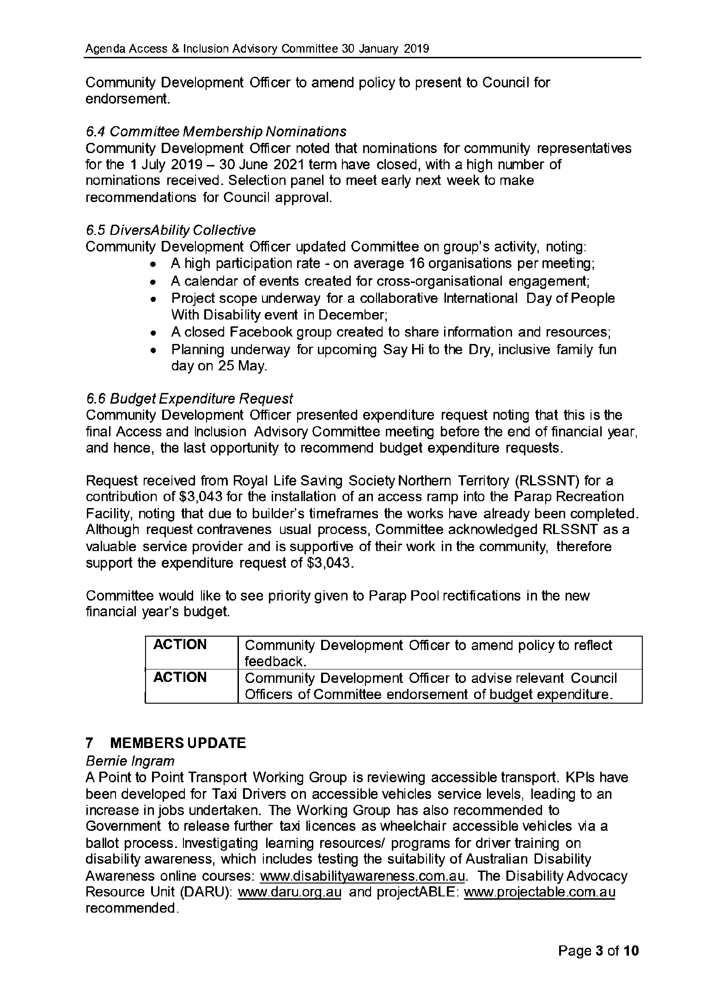 Agenda Access & Inclusion Advisory Committee 30 January 2019
Community Development Officer to amend policy to present to Council for
endorsement.
6.4 Committee Membership Nominations
Community Development Officer noted that nominations for community representatives
for the 1 July 2019 – 30 June 2021 term have closed, with a high number of
nominations received. Selection panel to meet early next week to make
recommendations for Council approval.
6.5 DiversAbility Collective
Community Development Officer updated Committee on group's activity, noting:
• A high participation rate - on average 16 organisations per meeting;
• A calendar of events created for cross-organisational engagement;
• Project scope underway for a collaborative International Day of People
With Disability event in December;
• A closed Facebook group created to share information and resources;
• Planning underway for upcoming Say Hi to the Dry, inclusive family fun
day on 25 May.
6.6 Budget Expenditure Request
Community Development Officer presented expenditure request noting that this is the
final Access and Inclusion Advisory Committee meeting before the end of financial year,
and hence, the last opportunity to recommend budget expenditure requests.
Request received from Royal Life Saving Society Northern Territory (RLSSNT) for a
contribution of $3,043 for the installation of an access ramp into the Parap Recreation
Facility, noting that due to builder's timeframes the works have already been completed.
Although request contravenes usual process, Committee acknowledged RLSSNT as a
valuable service provider and is supportive of their work in the community, therefore
support the expenditure request of $3,043.
Committee would like to see priority given to Parap Pool rectifications in the new
financial year's budget.
ACTION Community Development Officer to amend policy to reflect
feedback.
ACTION Community Development Officer to advise relevant Council
Officers of Committee endorsement of budget expenditure.
7 MEMBERS UPDATE
Bernie Ingram
A Point to Point Transport Working Group is reviewing accessible transport. KPIs have
been developed for Taxi Drivers on accessible vehicles service levels, leading to an
increase in jobs undertaken. The Working Group has also recommended to
Government to release further taxi licences as wheelchair accessible vehicles via a
ballot process. Investigating learning resources/ programs for driver training on
disability awareness, which includes testing the suitability of Australian Disability
Awareness online courses: www.disabilityawareness.com.au. The Disability Advocacy
Resource Unit (DARU): www.daru.org.au and projectABLE: www.projectable.com.au
recommended.
Page 3 of 10